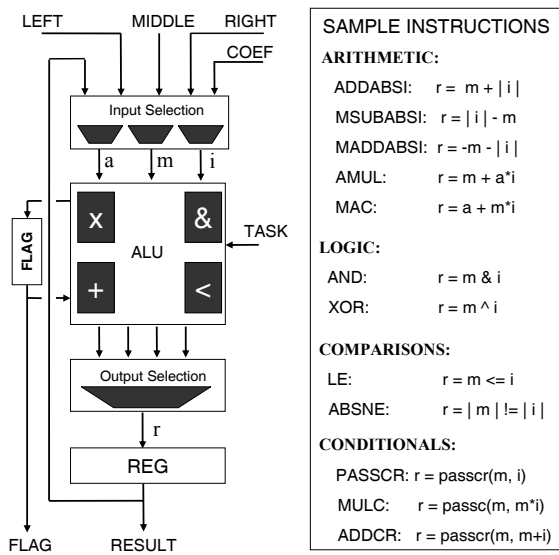 LEFT MIDDLE RIGHT
COEF
Input Selection
a m i
x &
FLAG
ALU
TASK
+ <
Output Selection
r
REG
FLAG RESULT
SAMPLE INSTRUCTIONS
ARITHMETIC:
ADDABSI: r = m + | i |
MSUBABSI: r = | i | - m
MADDABSI: r = -m - | i |
AMUL: r = m + a*i
MAC: r = a + m*i
LOGIC:
AND: r = m & i
XOR: r = m ^ i
COMPARISONS:
LE: r = m <= i
ABSNE: r = | m | != | i |
CONDITIONALS:
PASSCR: r = passcr(m, i)
MULC: r = passc(m, m*i)
ADDCR: r = passcr(m, m+i)